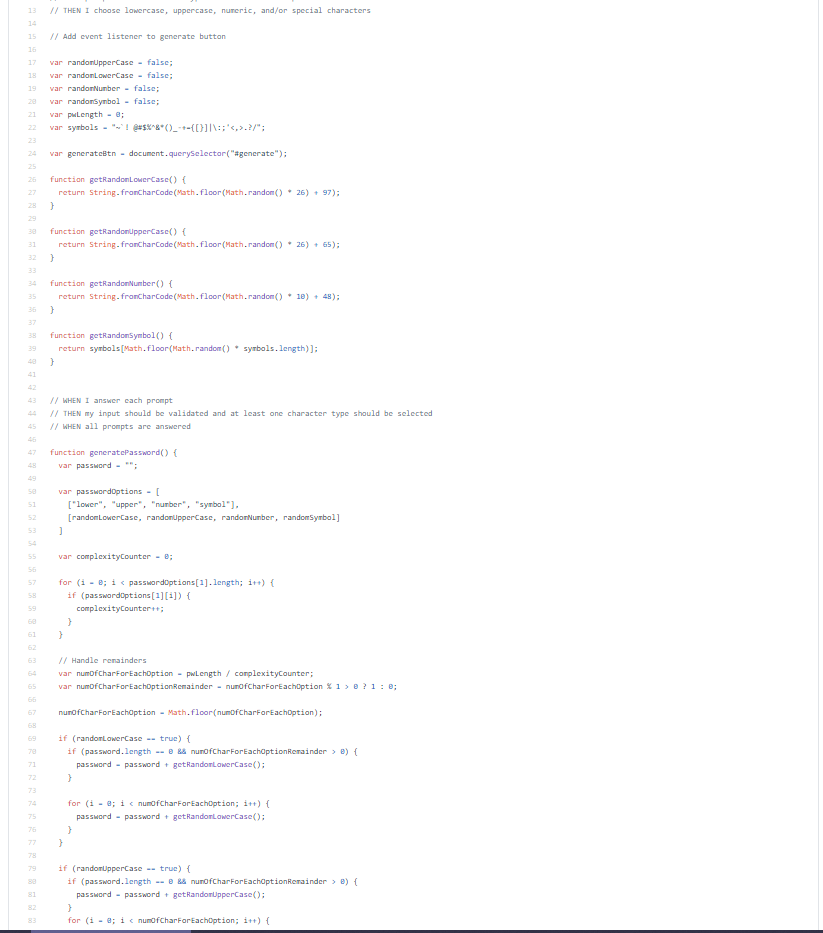 13 // THEN I choose lowercase, uppercase, numeric, and/or special characters
14
15 // Add event listener to generate button
16
17 var randomUpperCase = false;
18 var randomLowerCase = false;
19 var randomNumber = false;
20 var randomSymbol = false;
21 var pwLength = 0;
22 var symbols = "~`! @#$%^&*()_-+={[}]|\:;'<,>.?/";
23
24 var generateBtn = document.querySelector("#generate");
25
26 function getRandomLowerCase() {
27 return String.fromCharCode(Math.floor(Math.random() * 26) + 97);
28 }
29
30 function getRandomUpperCase() {
31 return String.fromCharCode(Math.floor(Math.random() * 26) + 65);
32 }
33
34 function getRandomNumber() {
35 return String.fromCharCode(Math.floor(Math.random() * 10) + 48);
36 }
37
38 function getRandomSymbol() {
39 return symbols[Math.floor(Math.random() * symbols.length)];
40 }
41
42
43 // WHEN I answer each prompt
44 // THEN my input should be validated and at least one character type should be selected
45 // WHEN all prompts are answered
46
47 function generatePassword() {
48 var password = "";
49
50 var passwordOptions = [
51 ["lower", "upper", "number", "symbol"],
52 [randomLowerCase, randomUpperCase, randomNumber, randomSymbol]
53 ]
54
55 var complexityCounter = 0;
56
57 for (i = 0; i < passwordOptions[1].length; i++) {
58 if (passwordOptions[1][i]) {
59 complexityCounter++;
60 }
61 }
62
63 // Handle remainders
64 var numOfCharForEachOption = pwLength / complexityCounter;
65 var numOfCharForEachOptionRemainder = numOfCharForEachOption % 1 > 0 ? 1 : 0;
66
67 numOfCharForEachOption = Math.floor(numOfCharForEachOption);
68
69 if (randomLowerCase == true) {
70 if (password.length == 0 && numOfCharForEachOptionRemainder > 0) {
71 password = password + getRandomLowerCase();
72 }
73
74 for (i = 0; i < numOfCharForEachOption; i++) {
75 password = password + getRandomLowerCase();
76 }
77 }
78
79 if (randomUpperCase == true) {
80 if (password.length == 0 && numOfCharForEachOptionRemainder > 0) {
81 password = password + getRandomUpperCase();
82 }
83 for (i = 0; i < numOfCharForEachOption; i++) {